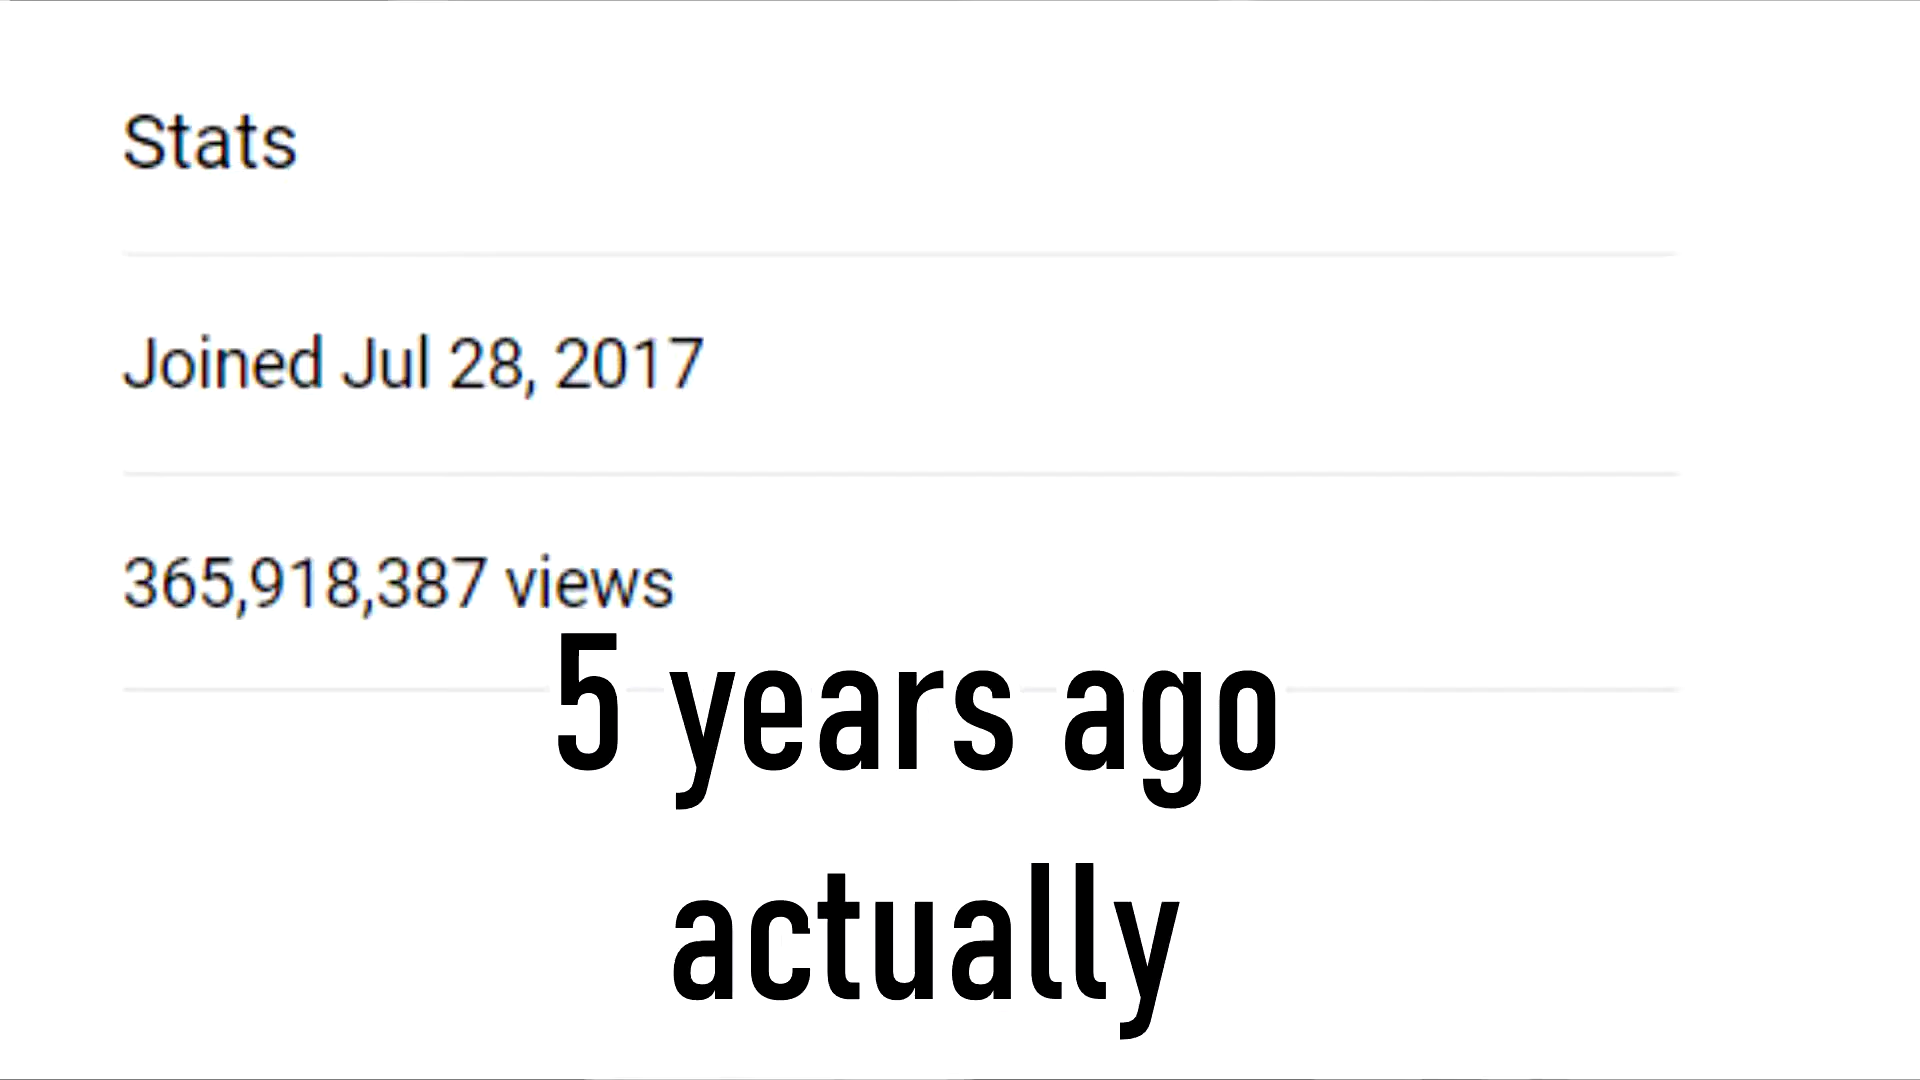 Stats
Joined Jul 28, 2017
365,918,387 views
5 years ago
actually